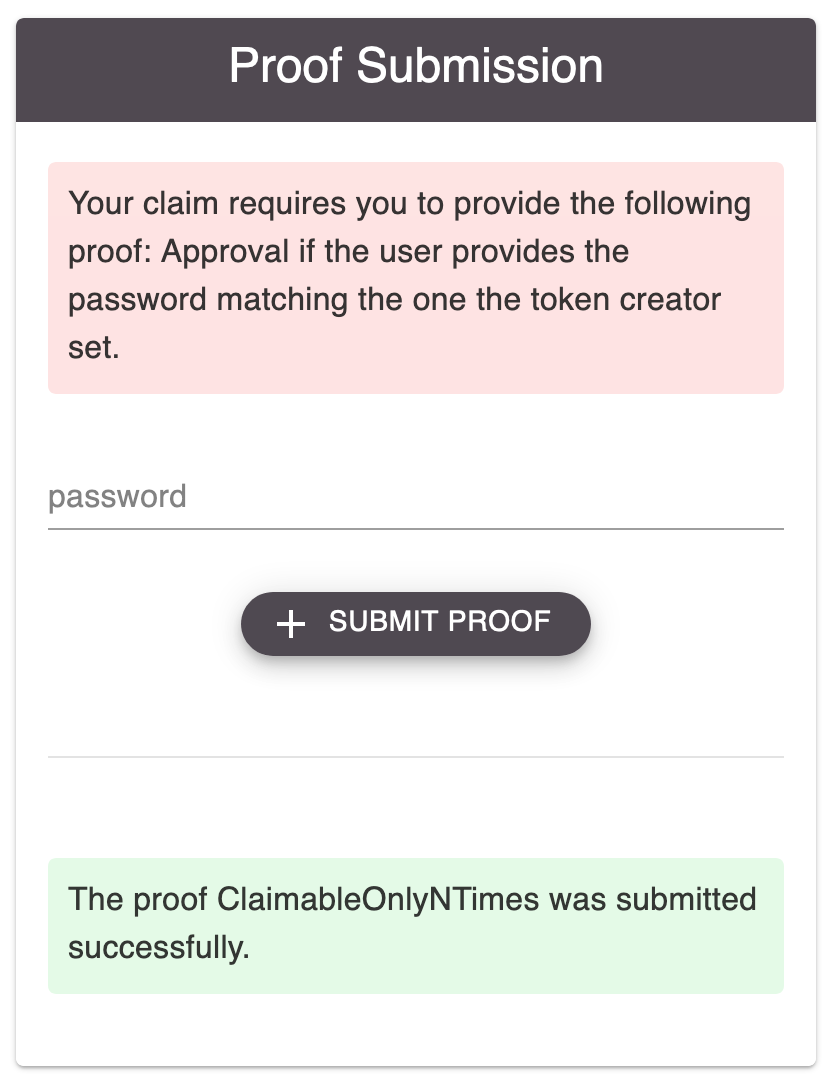 Proof Submission
Your claim requires you to provide the following
proof: Approval if the user provides the
password matching the one the token creator
set.
password
SUBMIT PROOF
The proof ClaimableOnlyNTimes was submitted
successfully.